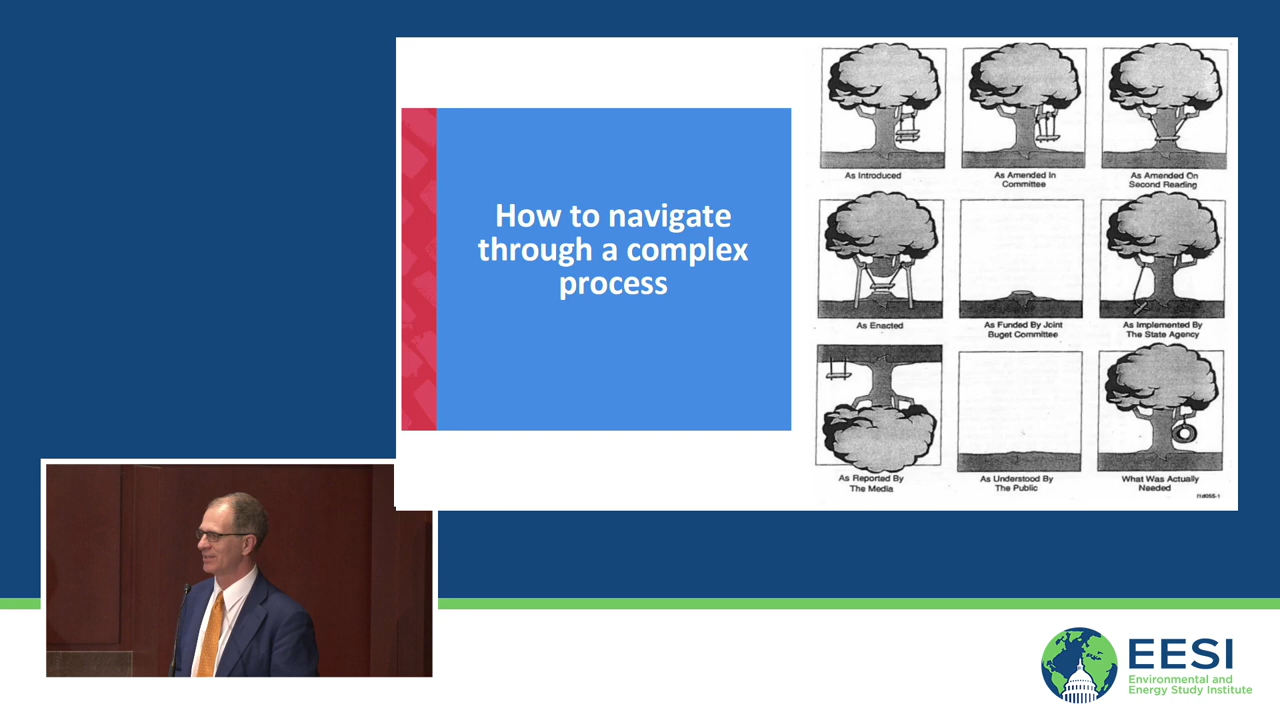 How to navigate
through a complex
process
As Introduced
As Amended In
Committee
As Amended On
Second Reading
As Enacted
As Funded By Joint
Buget Committee
As Implemented By
The State Agency
As Reported By
The Media
As Understood By
The Public
What Was Actually
Needed
EESI
Environmental and
Energy Study Institute